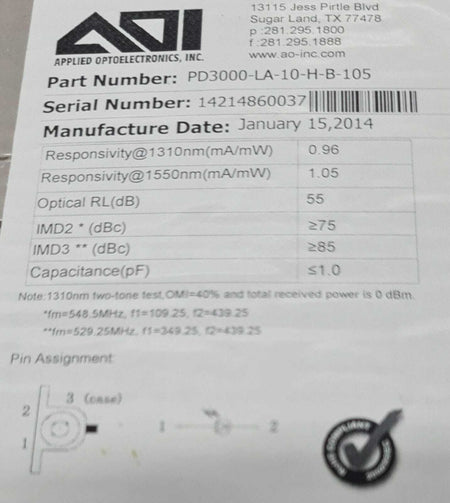 AOI
APPLIED OPTOELECTRONICS, INC.
13115 Jess Pirtle Blvd
Sugar Land, TX 77478
p :281.295.1800
f :281.295.1888
www.ao-inc.com
Part Number: PD3000-LA-10-H-B-105
Serial Number: 14214860037
Manufacture Date: January 15,2014
Responsivity@1310nm(mA/mW) 0.96
Responsivity@1550nm(mA/mW) 1.05
Optical RL(dB) 55
IMD2 * (dBc) ≥75
IMD3 ** (dBc) ≥85
Capacitance(pF) ≤1.0
Note:1310nm two-tone test,OMI=40% and total received power is 0 dBm.
*fm=548.5MHz, f1=109.25, f2=439.25
**fm=529.25MHz, f1=349.25, f2=439.25
Pin Assignment:
3 (case)
2
1
1 2
COMPLIANT